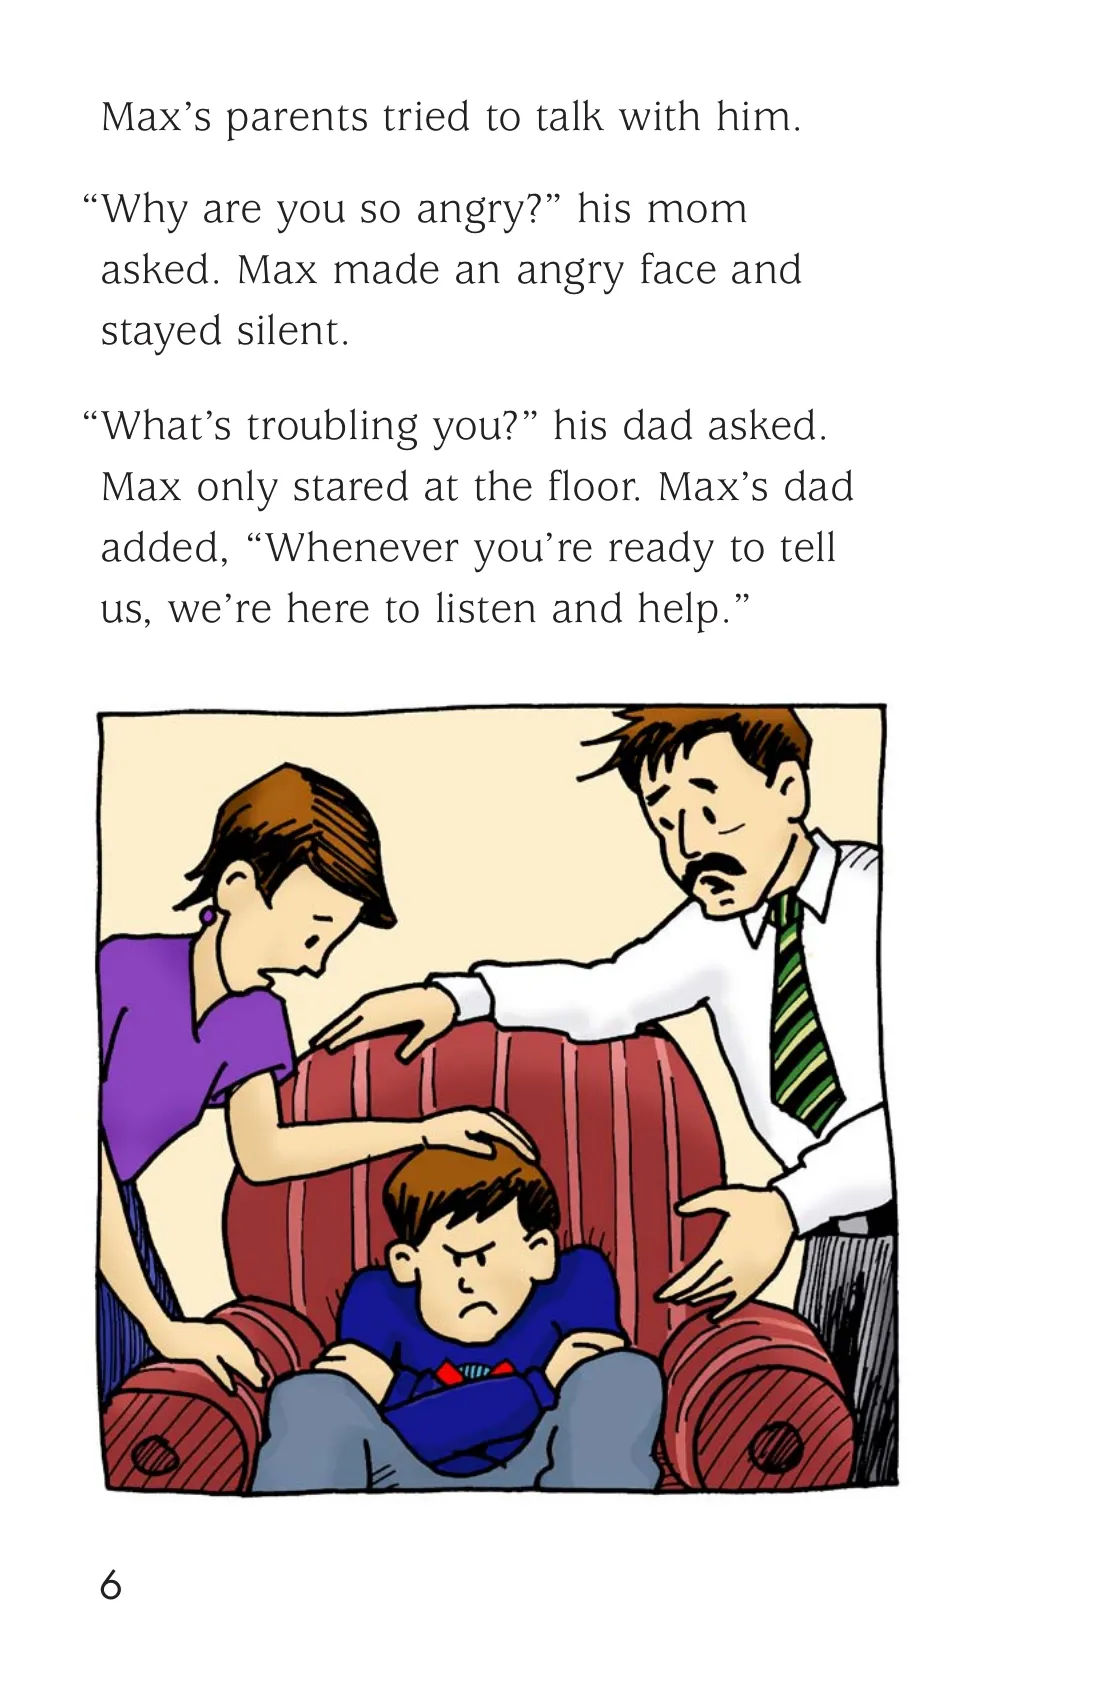 Max’s parents tried to talk with him.
“Why are you so angry?” his mom
asked. Max made an angry face and
stayed silent.
“What’s troubling you?” his dad asked.
Max only stared at the floor. Max’s dad
added, “Whenever you’re ready to tell
us, we’re here to listen and help.”
6